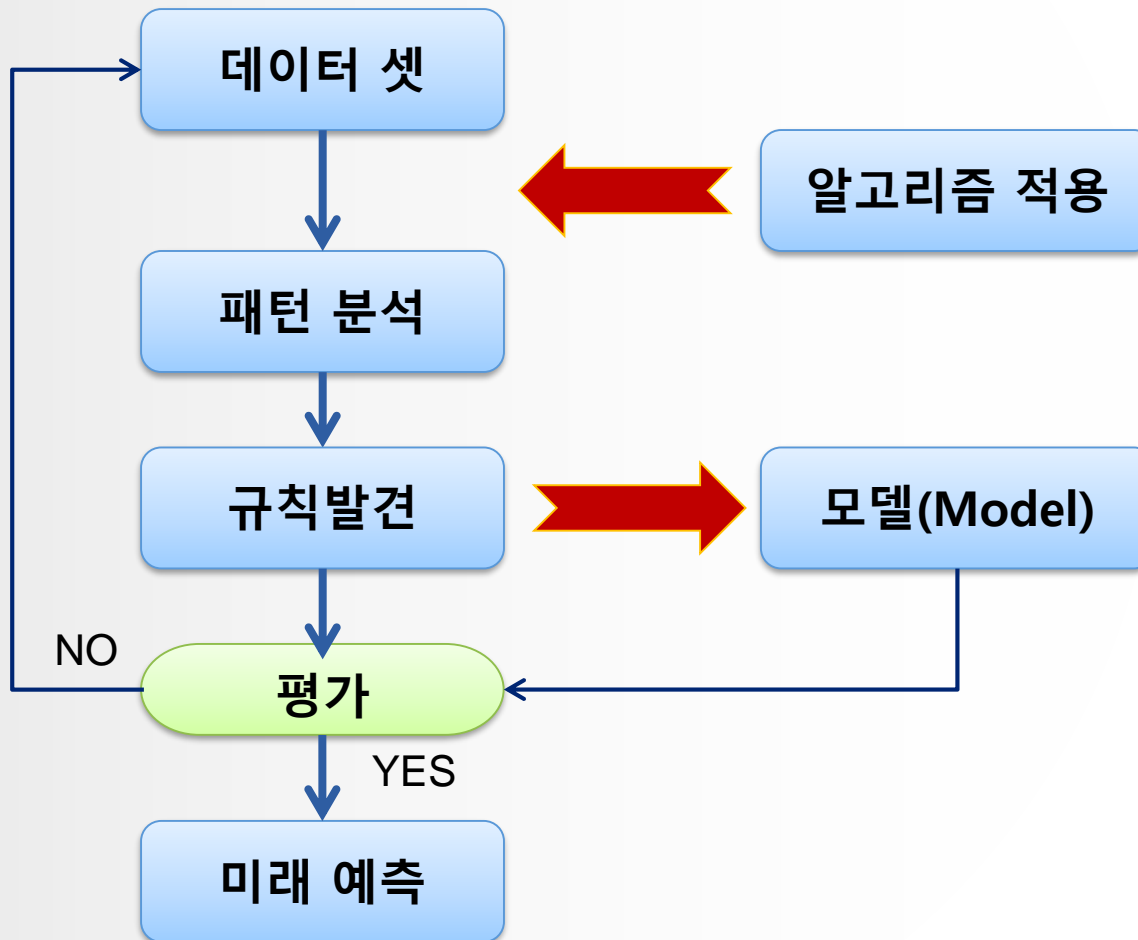 데이터 셋
알고리즘 적용
패턴 분석
규칙발견
모델(Model)
NO
평가
YES
미래 예측